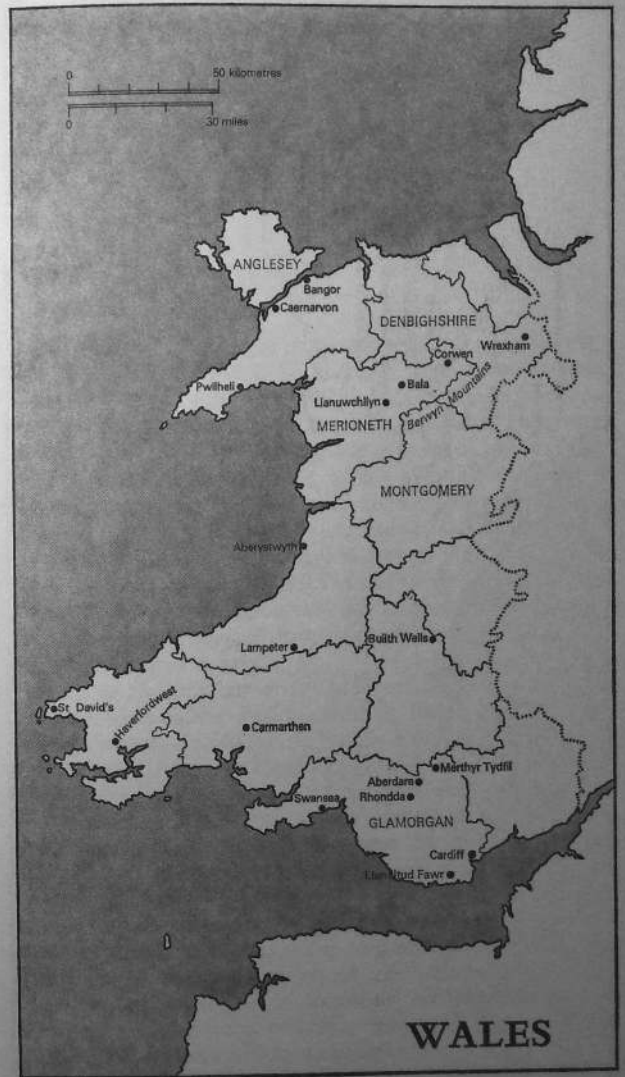 0 50 kilometres
0 30 miles
ANGLESEY
Bangor
Caernarvon
DENBIGHSHIRE
Wrexham
Corwen
Pwllheli
Bala
Llanuwchllyn
Berwyn Mountains
MERIONETH
MONTGOMERY
Aberystwyth
Lampeter
Builth Wells
St David's
Haverfordwest
Carmarthen
Merthyr Tydfil
Aberdare
Rhondda
Swansea
GLAMORGAN
Cardiff
Fawr
WALES